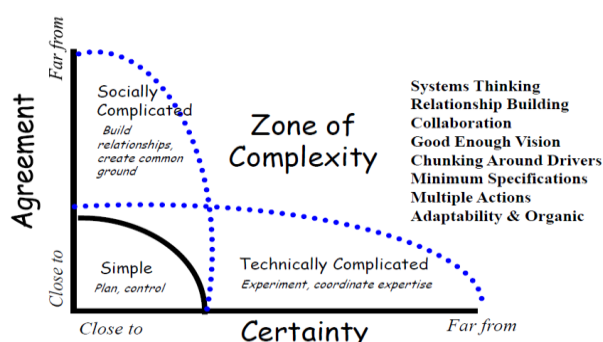 Far from
Agreement
Close to
Socially
Complicated
Build
relationships,
create common
ground
Zone of
Complexity
Systems Thinking
Relationship Building
Collaboration
Good Enough Vision
Chunking Around Drivers
Minimum Specifications
Multiple Actions
Adaptability & Organic
Simple
Plan, control
Technically Complicated
Experiment, coordinate expertise
Close to
Certainty
Far from